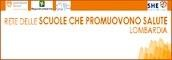 SHE
RETE DELLE SCUOLE CHE PROMUOVONO SALUTE
LOMBARDIA